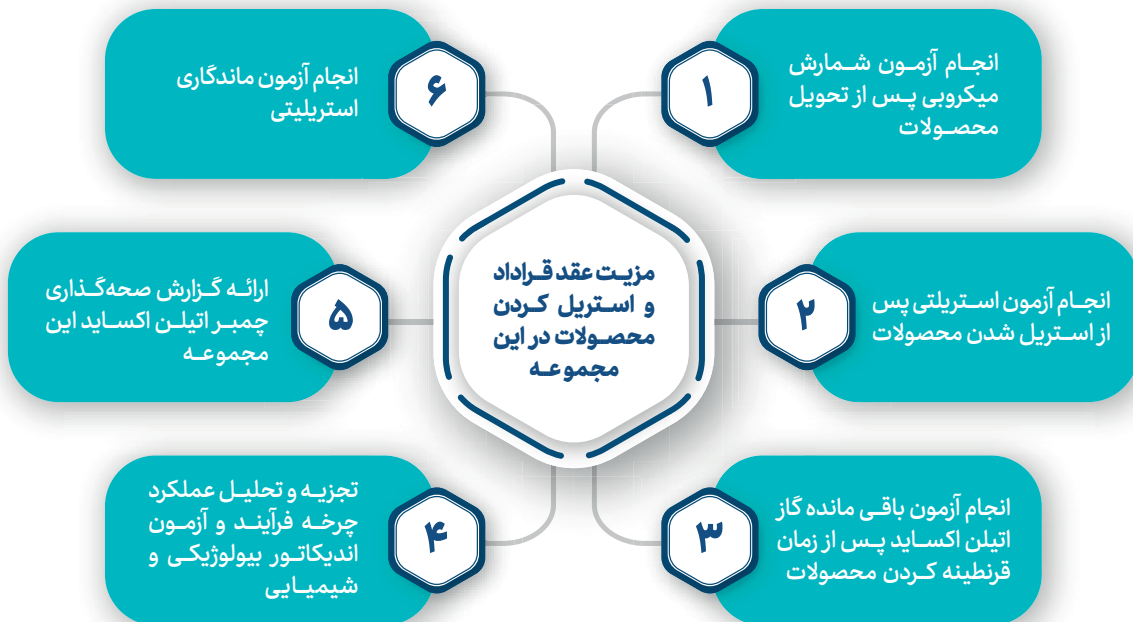 مزیت عقد قراداد
و استریل کردن
محصولات در این
مجموعه
۱
انجام آزمون شمارش
میکروبی پس از تحویل
محصولات
۲
انجام آزمون استریلتی پس
از استریل شدن محصولات
۳
انجام آزمون باقی مانده گاز
اتیلن اکساید پس از زمان
قرنطینه کردن محصولات
۴
تجزیه و تحلیل عملکرد
چرخه فرآیند و آزمون
اندیکاتور بیولوژیکی و
شیمیایی
۵
ارائه گزارش صحه‌گذاری
چمبر اتیلن اکساید این
مجموعه
۶
انجام آزمون ماندگاری
استریلیتی